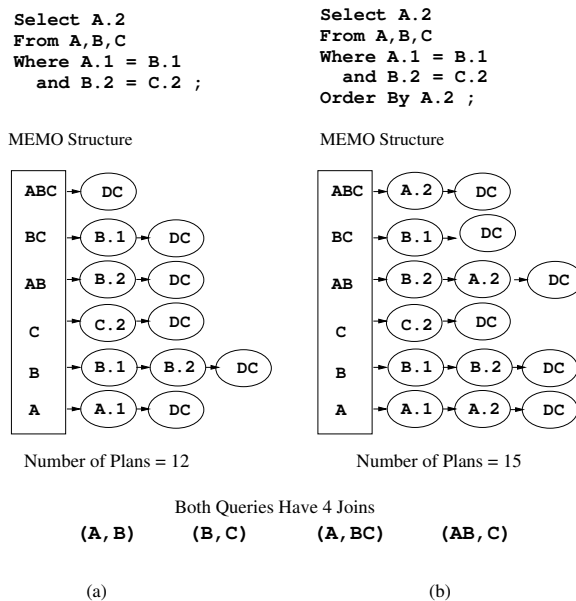 Select A.2
From A,B,C
Where A.1 = B.1
and B.2 = C.2 ;
MEMO Structure
ABC DC
BC B.1 DC
AB B.2 DC
C C.2 DC
B B.1 B.2 DC
A A.1 DC
Number of Plans = 12
Select A.2
From A,B,C
Where A.1 = B.1
and B.2 = C.2
Order By A.2 ;
MEMO Structure
ABC A.2 DC
BC B.1 DC
AB B.2 A.2 DC
C C.2 DC
B B.1 B.2 DC
A A.1 A.2 DC
Number of Plans = 15
Both Queries Have 4 Joins
(A,B) (B,C) (A,BC) (AB,C)
(a) (b)